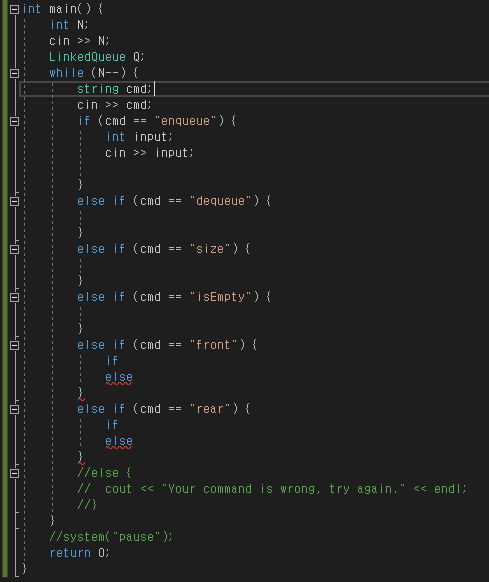 int main() {
int N;
cin >> N;
LinkedQueue Q;
while (N--) {
string cmd;
cin >> cmd;
if (cmd == "enqueue") {
int input;
cin >> input;
}
else if (cmd == "dequeue") {
}
else if (cmd == "size") {
}
else if (cmd == "isEmpty") {
}
else if (cmd == "front") {
if
else
}
else if (cmd == "rear") {
if
else
}
//else {
// cout << "Your command is wrong, try again." << endl;
//}
}
//system("pause");
return 0;
}